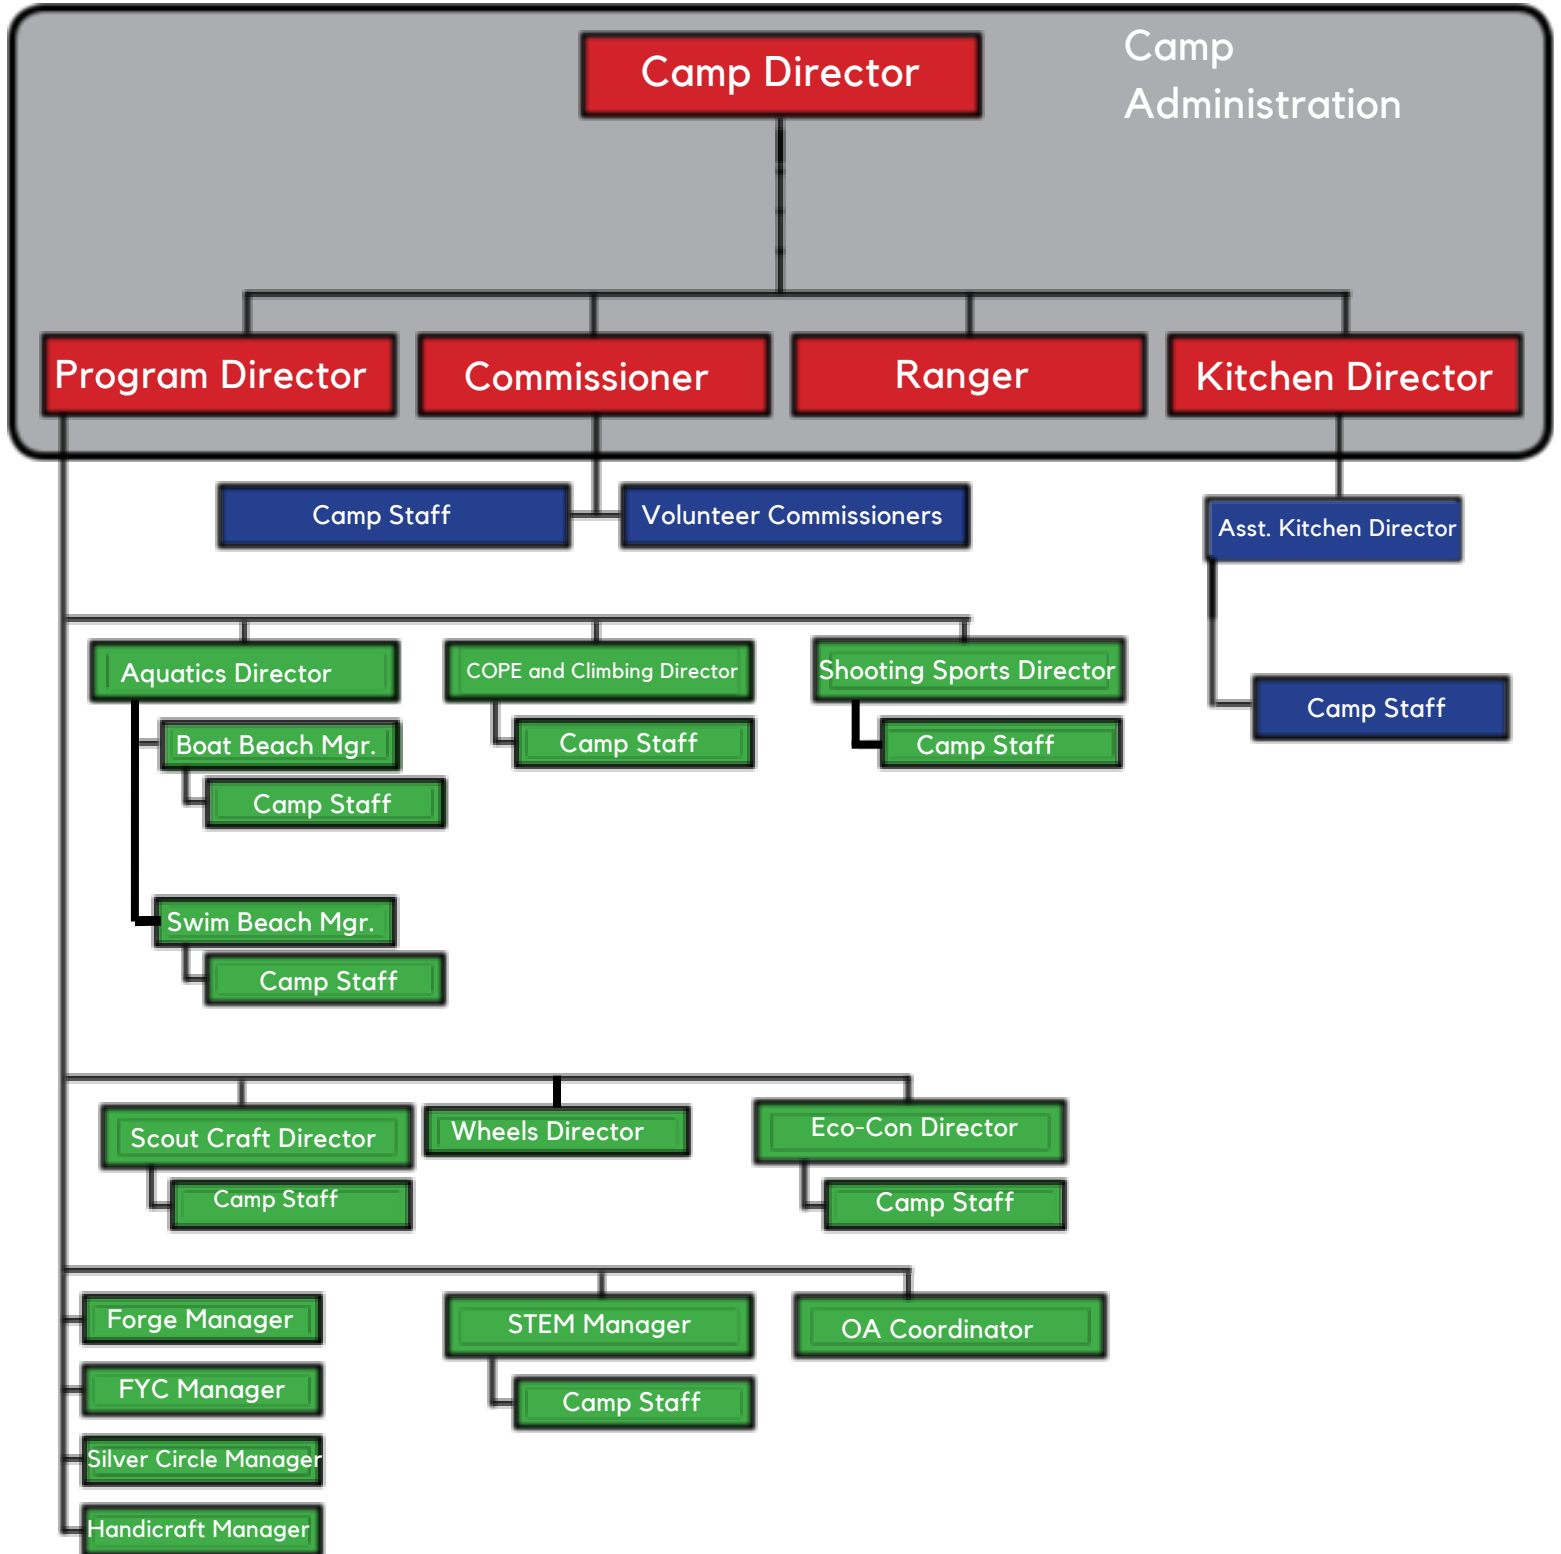 Camp Director
Camp
Administration
Program Director
Commissioner
Ranger
Kitchen Director
Camp Staff
Volunteer Commissioners
Asst. Kitchen Director
Camp Staff
Aquatics Director
COPE and Climbing Director
Shooting Sports Director
Boat Beach Mgr.
Camp Staff
Camp Staff
Camp Staff
Swim Beach Mgr.
Camp Staff
Scout Craft Director
Wheels Director
Eco-Con Director
Camp Staff
Camp Staff
Forge Manager
STEM Manager
OA Coordinator
FYC Manager
Camp Staff
Silver Circle Manager
Handicraft Manager